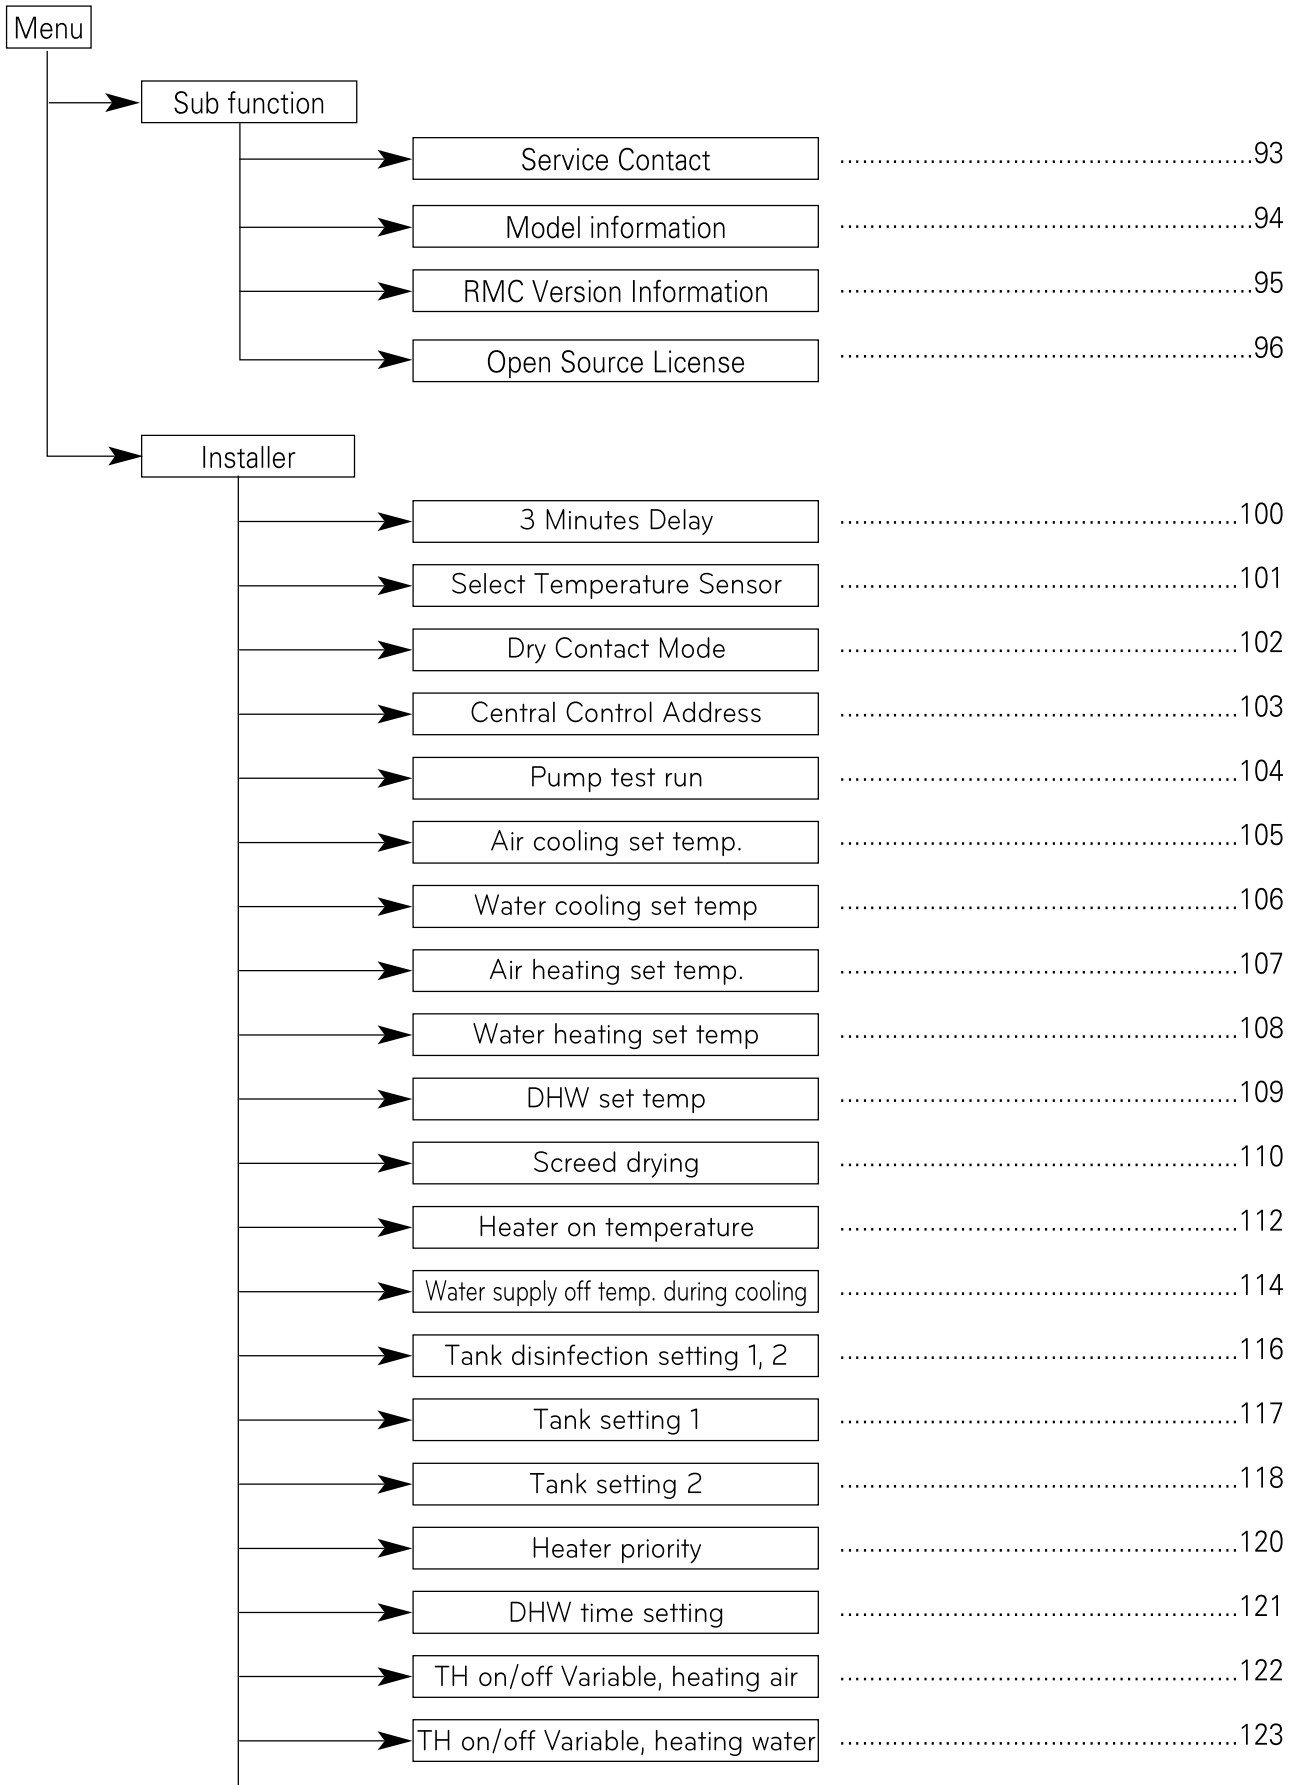 Menu
Sub function
Service Contact ........................................................93
Model information ........................................................94
RMC Version Information ........................................................95
Open Source License ........................................................96
Installer
3 Minutes Delay ......................................................100
Select Temperature Sensor ......................................................101
Dry Contact Mode ......................................................102
Central Control Address ......................................................103
Pump test run ......................................................104
Air cooling set temp. ......................................................105
Water cooling set temp ......................................................106
Air heating set temp. ......................................................107
Water heating set temp ......................................................108
DHW set temp ......................................................109
Screed drying ......................................................110
Heater on temperature ......................................................112
Water supply off temp. during cooling ......................................................114
Tank disinfection setting 1, 2 ......................................................116
Tank setting 1 ......................................................117
Tank setting 2 ......................................................118
Heater priority ......................................................120
DHW time setting ......................................................121
TH on/off Variable, heating air ......................................................122
TH on/off Variable, heating water ......................................................123